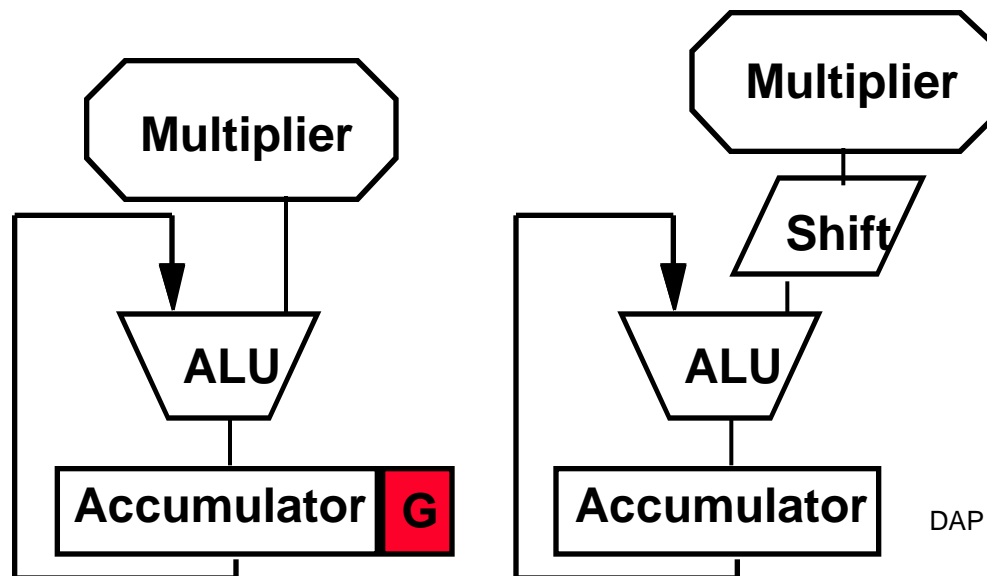 Multiplier
ALU
Accumulator G
Multiplier
Shift
ALU
Accumulator
DAP